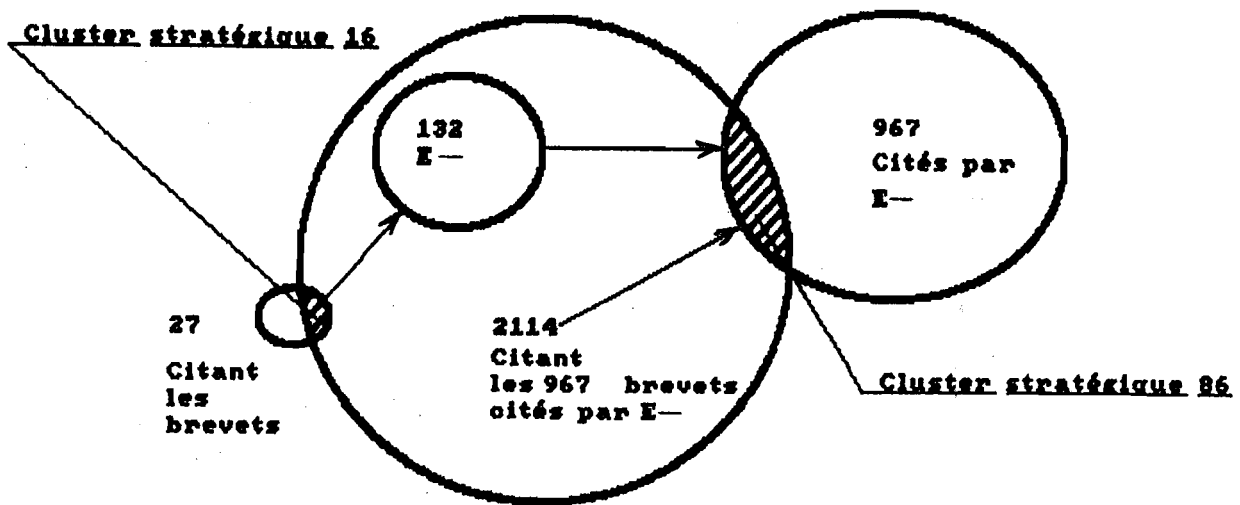 Cluster stratégique 16
132
E—
967
Cités par
E—
27
Citant
les
brevets
2114
Citant
les 967 brevets
cités par E—
Cluster stratégique 86